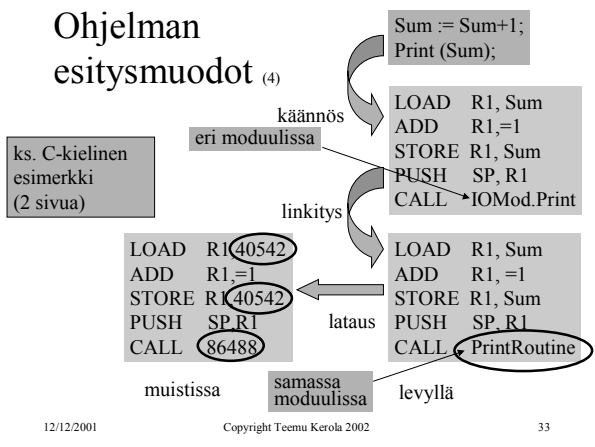 Ohjelman
esitysmuodot (4)
Sum := Sum+1;
Print (Sum);
käännös
LOAD R1, Sum
ADD R1,=1
STORE R1, Sum
PUSH SP, R1
CALL IOMod.Print
eri moduulissa
ks. C-kielinen
esimerkki
(2 sivua)
linkitys
LOAD R1, Sum
ADD R1, =1
STORE R1, Sum
PUSH SP, R1
CALL PrintRoutine
lataus
LOAD R1,40542
ADD R1,=1
STORE R1,40542
PUSH SP,R1
CALL 86488
muistissa
samassa
moduulissa
levyllä
12/12/2001
Copyright Teemu Kerola 2002
33